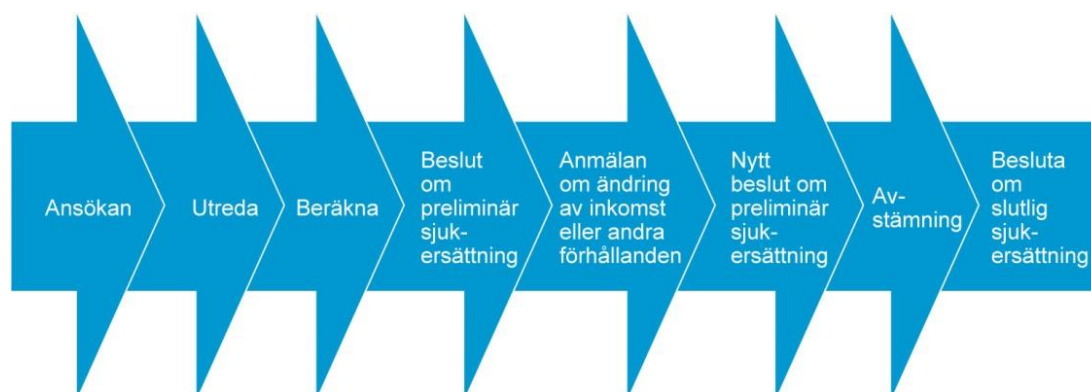 Ansökan
Utreda
Beräkna
Beslut
om
preliminär
sjuk-
ersättning
Anmälan
om ändring
av inkomst
eller andra
förhållanden
Nytt
beslut om
preliminär
sjuk-
ersättning
Av-
stämning
Besluta
om
slutlig
sjuk-
ersättning